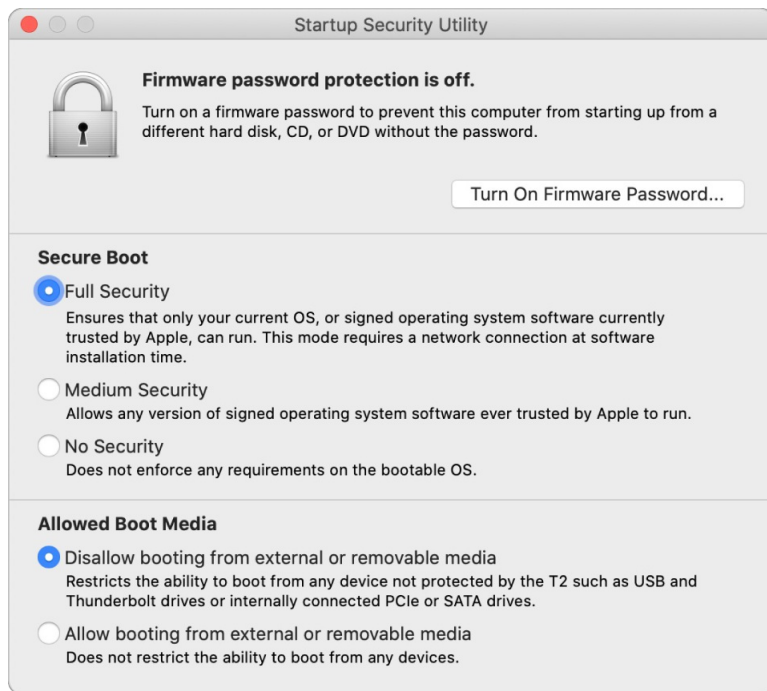 Startup Security Utility
Firmware password protection is off.
Turn on a firmware password to prevent this computer from starting up from a
different hard disk, CD, or DVD without the password.
Turn On Firmware Password...
Secure Boot
Full Security
Ensures that only your current OS, or signed operating system software currently
trusted by Apple, can run. This mode requires a network connection at software
installation time.
Medium Security
Allows any version of signed operating system software ever trusted by Apple to run.
No Security
Does not enforce any requirements on the bootable OS.
Allowed Boot Media
Disallow booting from external or removable media
Restricts the ability to boot from any device not protected by the T2 such as USB and
Thunderbolt drives or internally connected PCIe or SATA drives.
Allow booting from external or removable media
Does not restrict the ability to boot from any devices.